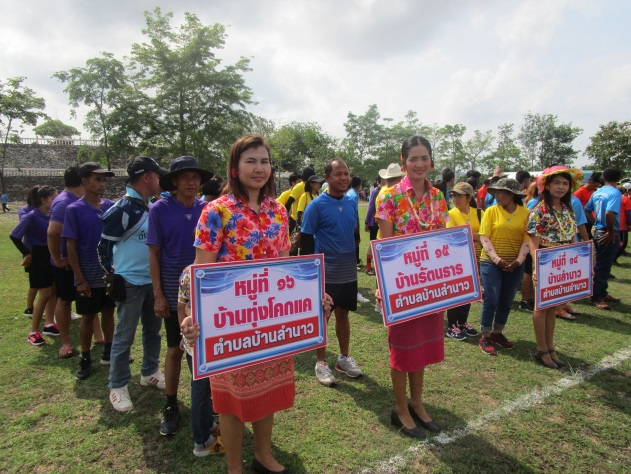 หมู่ที่ ๑๖
บ้านทุ่งโคกแค
ตำบลบ้านลำนาว
หมู่ที่ ๑๕
บ้านรัตนธาร
ตำบลบ้านลำนาว
หมู่ที่ ๑๔
บ้านลำนาว
ตำบลบ้านลำนาว